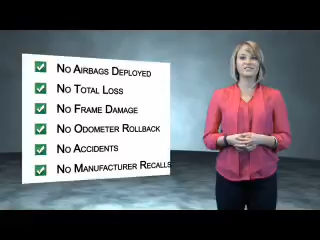 No Airbags Deployed
No Total Loss
No Frame Damage
No Odometer Rollback
No Accidents
No Manufacturer Recalls